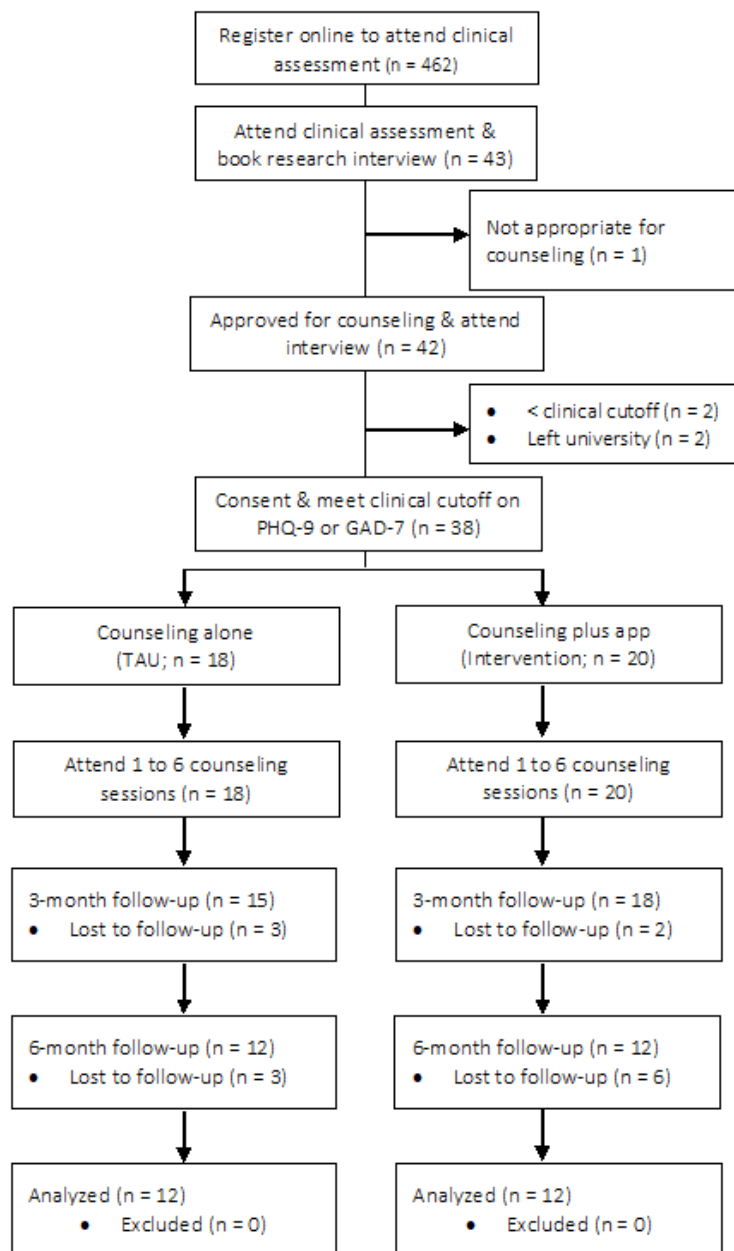 Register online to attend clinical
assessment (n = 462)
Attend clinical assessment &
book research interview (n = 43)
Not appropriate for
counseling (n = 1)
Approved for counseling & attend
interview (n = 42)
• < clinical cutoff (n = 2)
• Left university (n = 2)
Consent & meet clinical cutoff on
PHQ-9 or GAD-7 (n = 38)
Counseling alone
(TAU; n = 18)
Counseling plus app
(Intervention; n = 20)
Attend 1 to 6 counseling
sessions (n = 18)
Attend 1 to 6 counseling
sessions (n = 20)
3-month follow-up (n = 15)
• Lost to follow-up (n = 3)
3-month follow-up (n = 18)
• Lost to follow-up (n = 2)
6-month follow-up (n = 12)
• Lost to follow-up (n = 3)
6-month follow-up (n = 12)
• Lost to follow-up (n = 6)
Analyzed (n = 12)
• Excluded (n = 0)
Analyzed (n = 12)
• Excluded (n = 0)